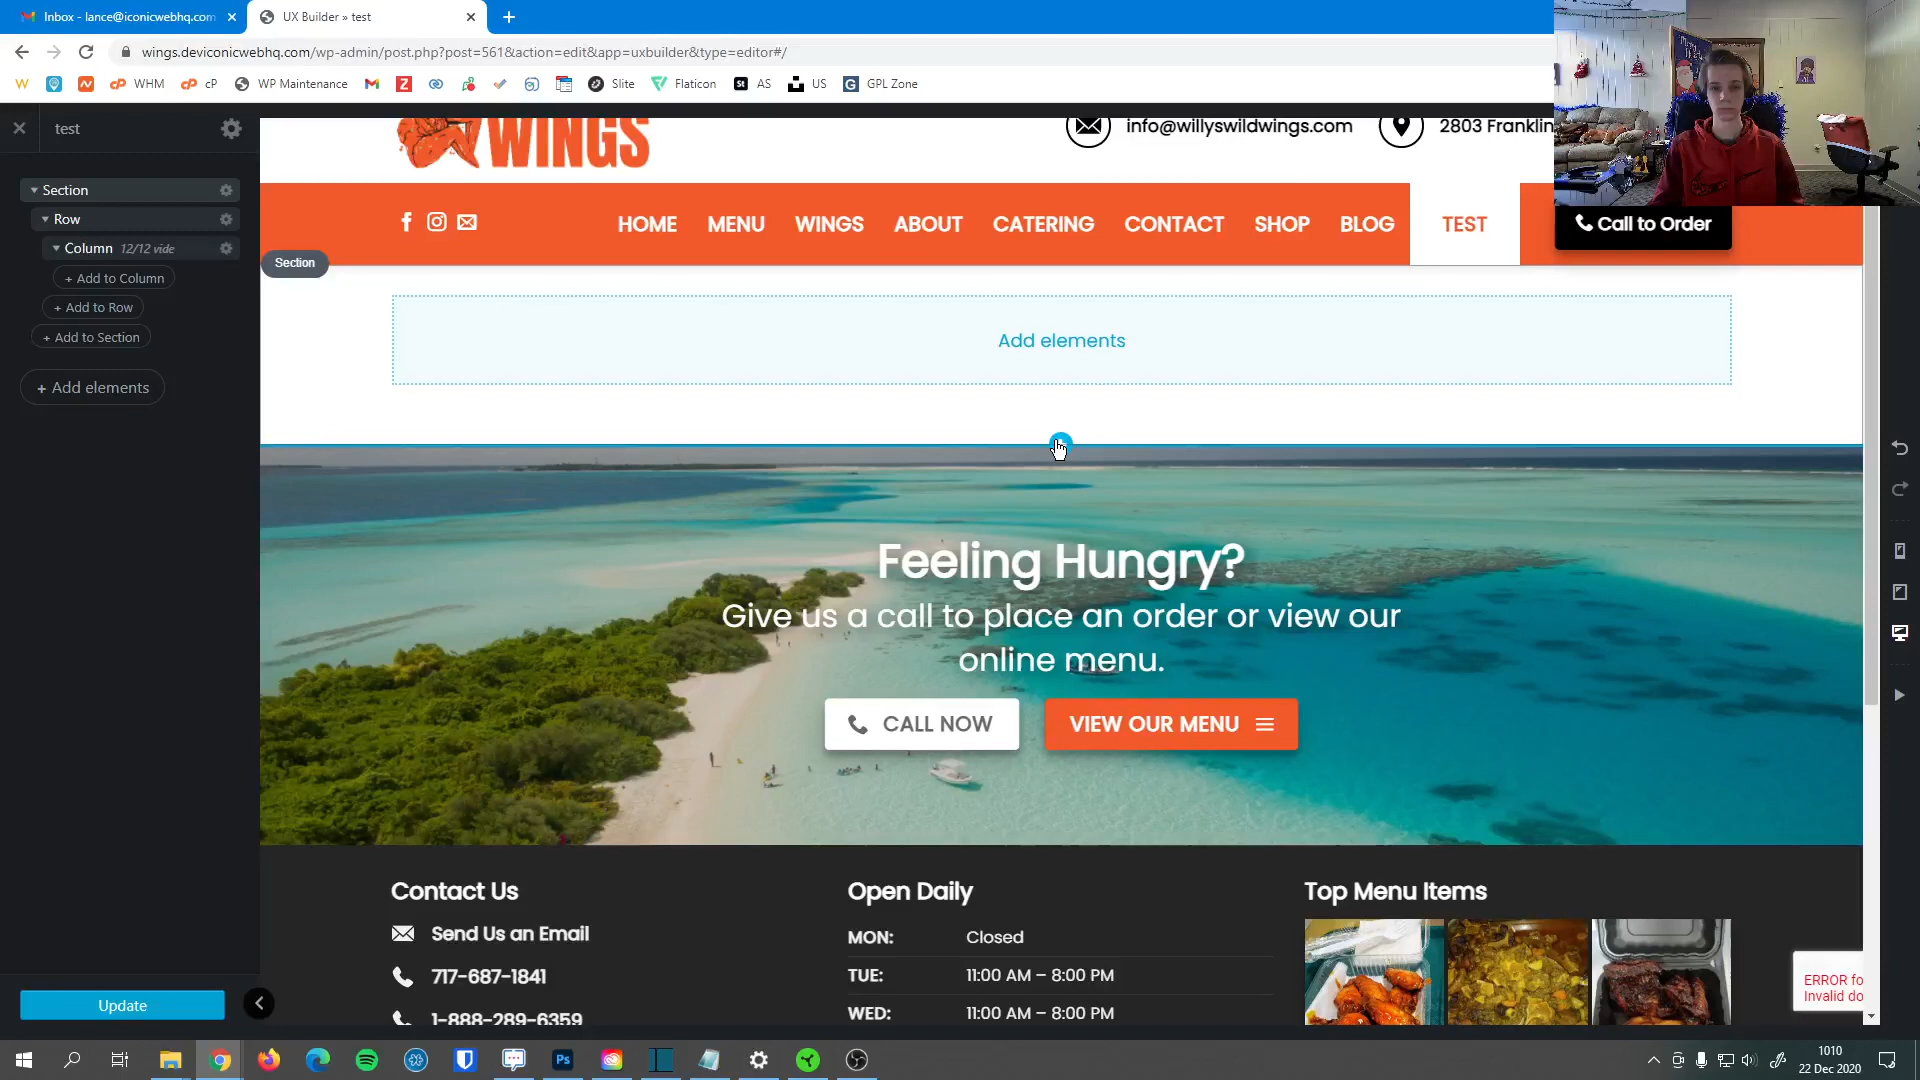 Inbox - lance@iconicwebhq.com
UX Builder » test
wings.deviconicwebhq.com/wp-admin/post.php?post=561&action=edit&app=uxbuilder&type=editor#/
WHM
cP
WP Maintenance
Slite
Flaticon
AS
US
GPL Zone
test
Section
Row
Column 12/12 vide
+ Add to Column
+ Add to Row
+ Add to Section
+ Add elements
Update
WINGS
info@willyswildwings.com
2803 Franklin
HOME
MENU
WINGS
ABOUT
CATERING
CONTACT
SHOP
BLOG
TEST
Call to Order
Section
Add elements
Feeling Hungry?
Give us a call to place an order or view our
online menu.
CALL NOW
VIEW OUR MENU
Contact Us
Send Us an Email
717-687-1841
1-888-289-6359
Open Daily
MON: Closed
TUE: 11:00 AM – 8:00 PM
WED: 11:00 AM – 8:00 PM
Top Menu Items
ERROR fo
Invalid do
Ps
1010
22 Dec 2020